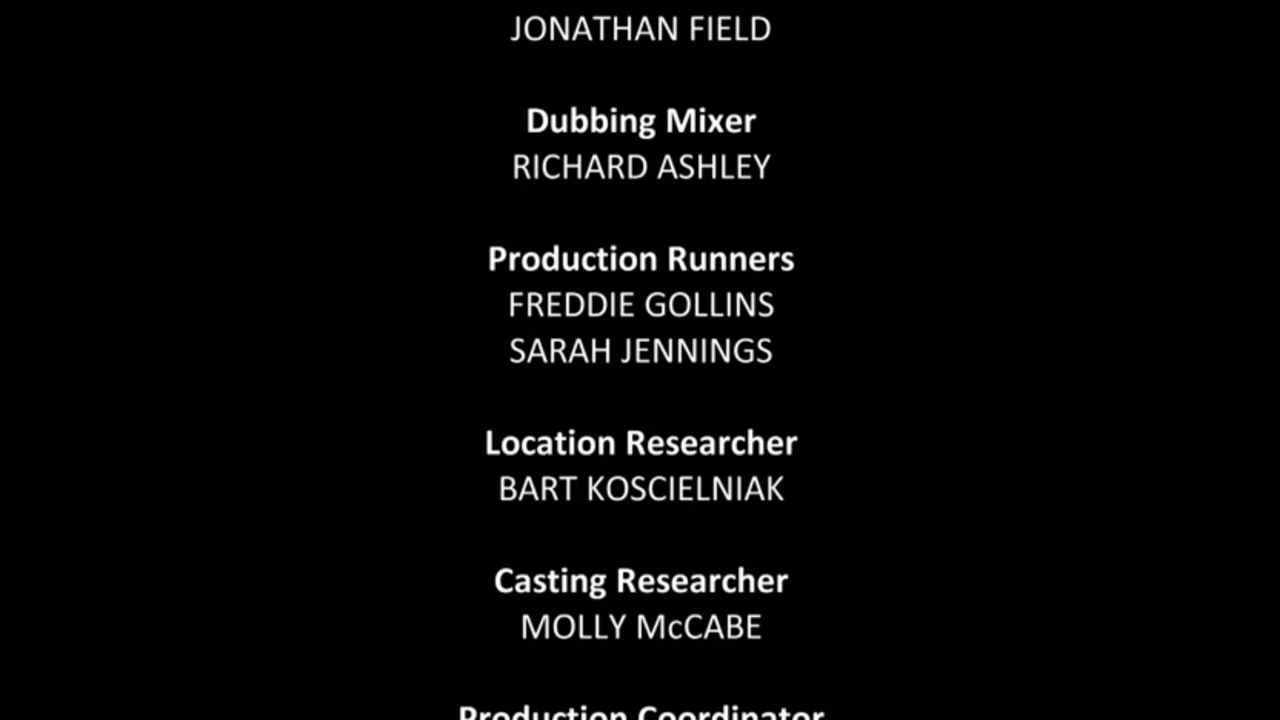 JONATHAN FIELD
Dubbing Mixer
RICHARD ASHLEY
Production Runners
FREDDIE GOLLINS
SARAH JENNINGS
Location Researcher
BART KOSCIELNIAK
Casting Researcher
MOLLY McCABE
Production Coordinator